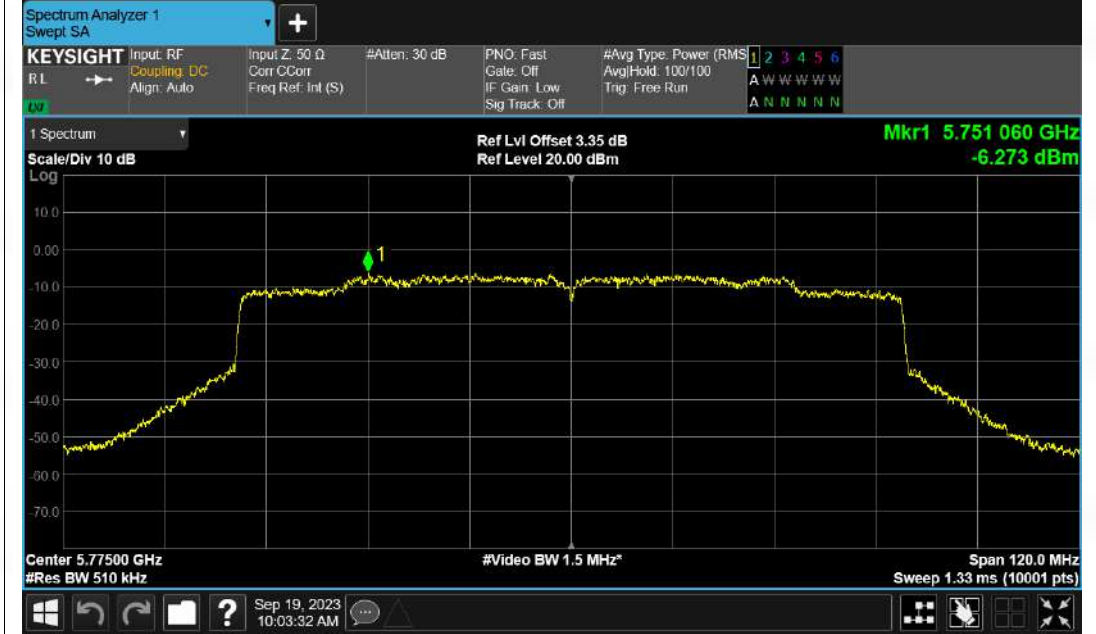 Spectrum Analyzer 1
Swept SA
+
KEYSIGHT
R L
LXI
Input: RF
Coupling: DC
Align: Auto
Input Z: 50 Ω
Corr CCorr
Freq Ref: Int (S)
#Atten: 30 dB
PNO: Fast
Gate: Off
IF Gain: Low
Sig Track: Off
#Avg Type: Power (RMS
Avg|Hold: 100/100
Trig: Free Run
1 2 3 4 5 6
A W W W W W
A N N N N N
1 Spectrum
Scale/Div 10 dB
Ref Lvl Offset 3.35 dB
Ref Level 20.00 dBm
Mkr1 5.751 060 GHz
-6.273 dBm
Log
10.0
0.00
-10.0
-20.0
-30.0
-40.0
-50.0
-60.0
-70.0
1
Center 5.77500 GHz
#Res BW 510 kHz
#Video BW 1.5 MHz*
Span 120.0 MHz
Sweep 1.33 ms (10001 pts)
?
Sep 19, 2023
10:03:32 AM